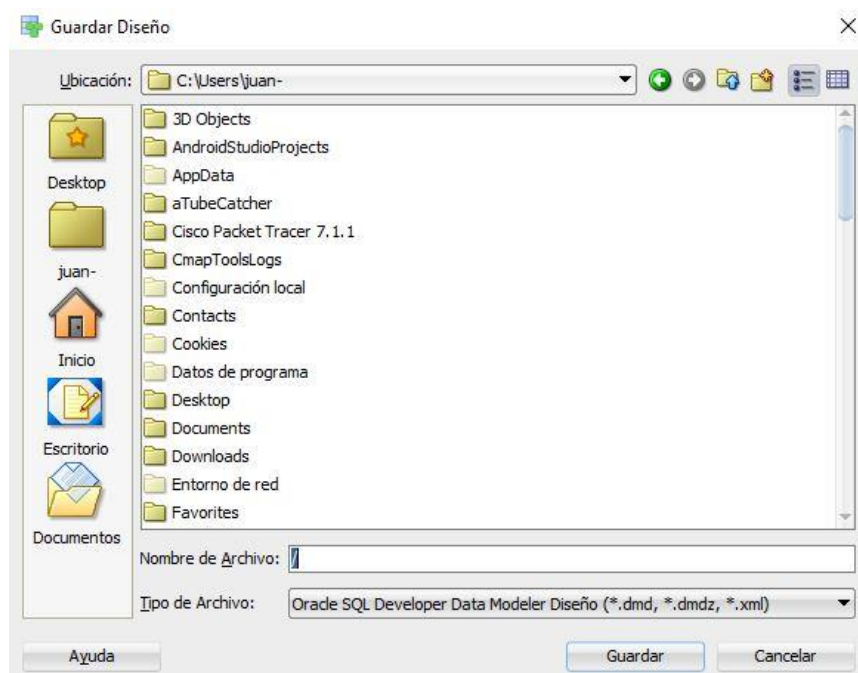 Guardar Diseño
Ubicación: C:\Users\juan-
Desktop
juan-
Inicio
Escritorio
Documentos
3D Objects
AndroidStudioProjects
AppData
aTubeCatcher
Cisco Packet Tracer 7.1.1
CmapToolsLogs
Configuración local
Contacts
Cookies
Datos de programa
Desktop
Documents
Downloads
Entorno de red
Favorites
Nombre de Archivo: /
Tipo de Archivo: Oracle SQL Developer Data Modeler Diseño (*.dmd, *.dmdz, *.xml)
Ayuda Guardar Cancelar